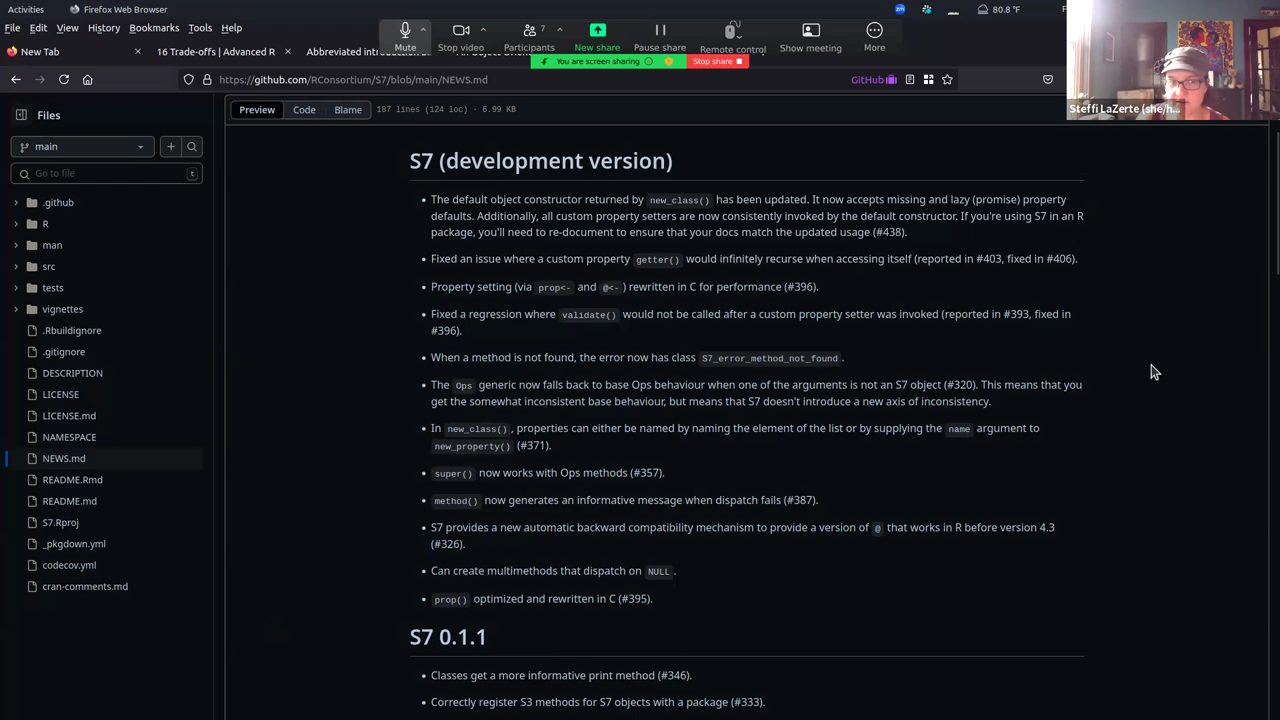 Activities
Firefox Web Browser
80.8 °F
File Edit View History Bookmarks Tools Help
Mute
Stop video
7
Participants
New share
Pause share
Remote control
Show meeting
More
You are screen sharing
Stop share
Steffi LaZerte (she/h...
New Tab
16 Trade-offs | Advanced R
https://github.com/RConsortium/S7/blob/main/NEWS.md
GitHub
Files
main
Go to file
t
.github
R
man
src
tests
vignettes
.Rbuildignore
.gitignore
DESCRIPTION
LICENSE
LICENSE.md
NAMESPACE
NEWS.md
README.Rmd
README.md
S7.Rproj
_pkgdown.yml
codecov.yml
cran-comments.md
Preview Code Blame 187 lines (124 loc) · 6.99 KB
S7 (development version)
The default object constructor returned by new_class() has been updated. It now accepts missing and lazy (promise) property
defaults. Additionally, all custom property setters are now consistently invoked by the default constructor. If you're using S7 in an R
package, you'll need to re-document to ensure that your docs match the updated usage (#438).
Fixed an issue where a custom property getter() would infinitely recurse when accessing itself (reported in #403, fixed in #406).
Property setting (via prop<- and @<-) rewritten in C for performance (#396).
Fixed a regression where validate() would not be called after a custom property setter was invoked (reported in #393, fixed in
#396).
When a method is not found, the error now has class S7_error_method_not_found.
The Ops generic now falls back to base Ops behaviour when one of the arguments is not an S7 object (#320). This means that you
get the somewhat inconsistent base behaviour, but means that S7 doesn't introduce a new axis of inconsistency.
In new_class(), properties can either be named by naming the element of the list or by supplying the name argument to
new_property() (#371).
super() now works with Ops methods (#357).
method() now generates an informative message when dispatch fails (#387).
S7 provides a new automatic backward compatibility mechanism to provide a version of @ that works in R before version 4.3
(#326).
Can create multimethods that dispatch on NULL.
prop() optimized and rewritten in C (#395).
S7 0.1.1
Classes get a more informative print method (#346).
Correctly register S3 methods for S7 objects with a package (#333).